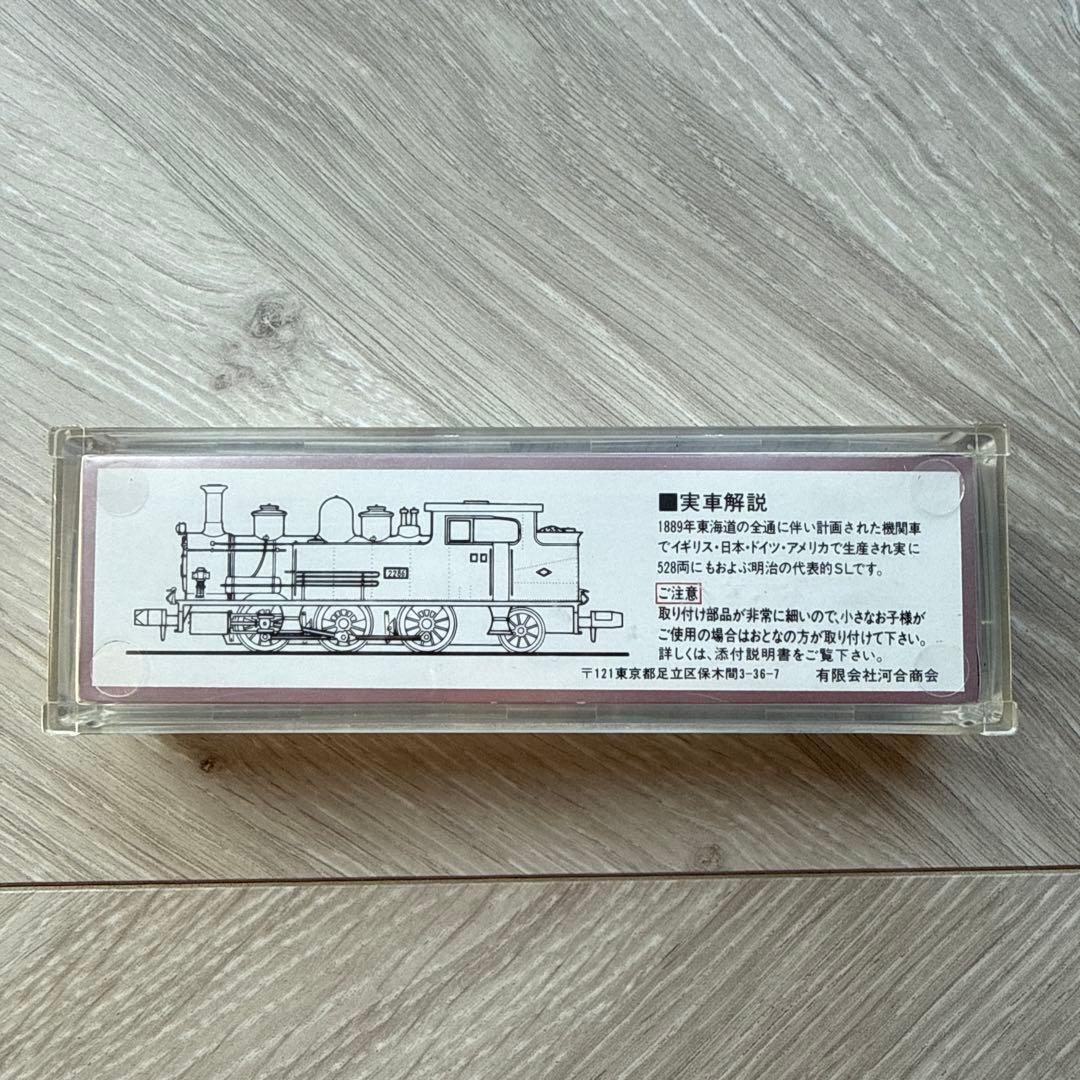 ■実車解説
1889年東海道の全通に伴い計画された機関車
でイギリス・日本・ドイツ・アメリカで生産され実に
528両にもおよぶ明治の代表的SLです。
ご注意
取り付け部品が非常に細いので、小さなお子様が
ご使用の場合はおとなの方が取り付けて下さい。
詳しくは、添付説明書をご覧下さい。
〒121東京都足立区保木間3-36-7 有限会社河合商会
2286